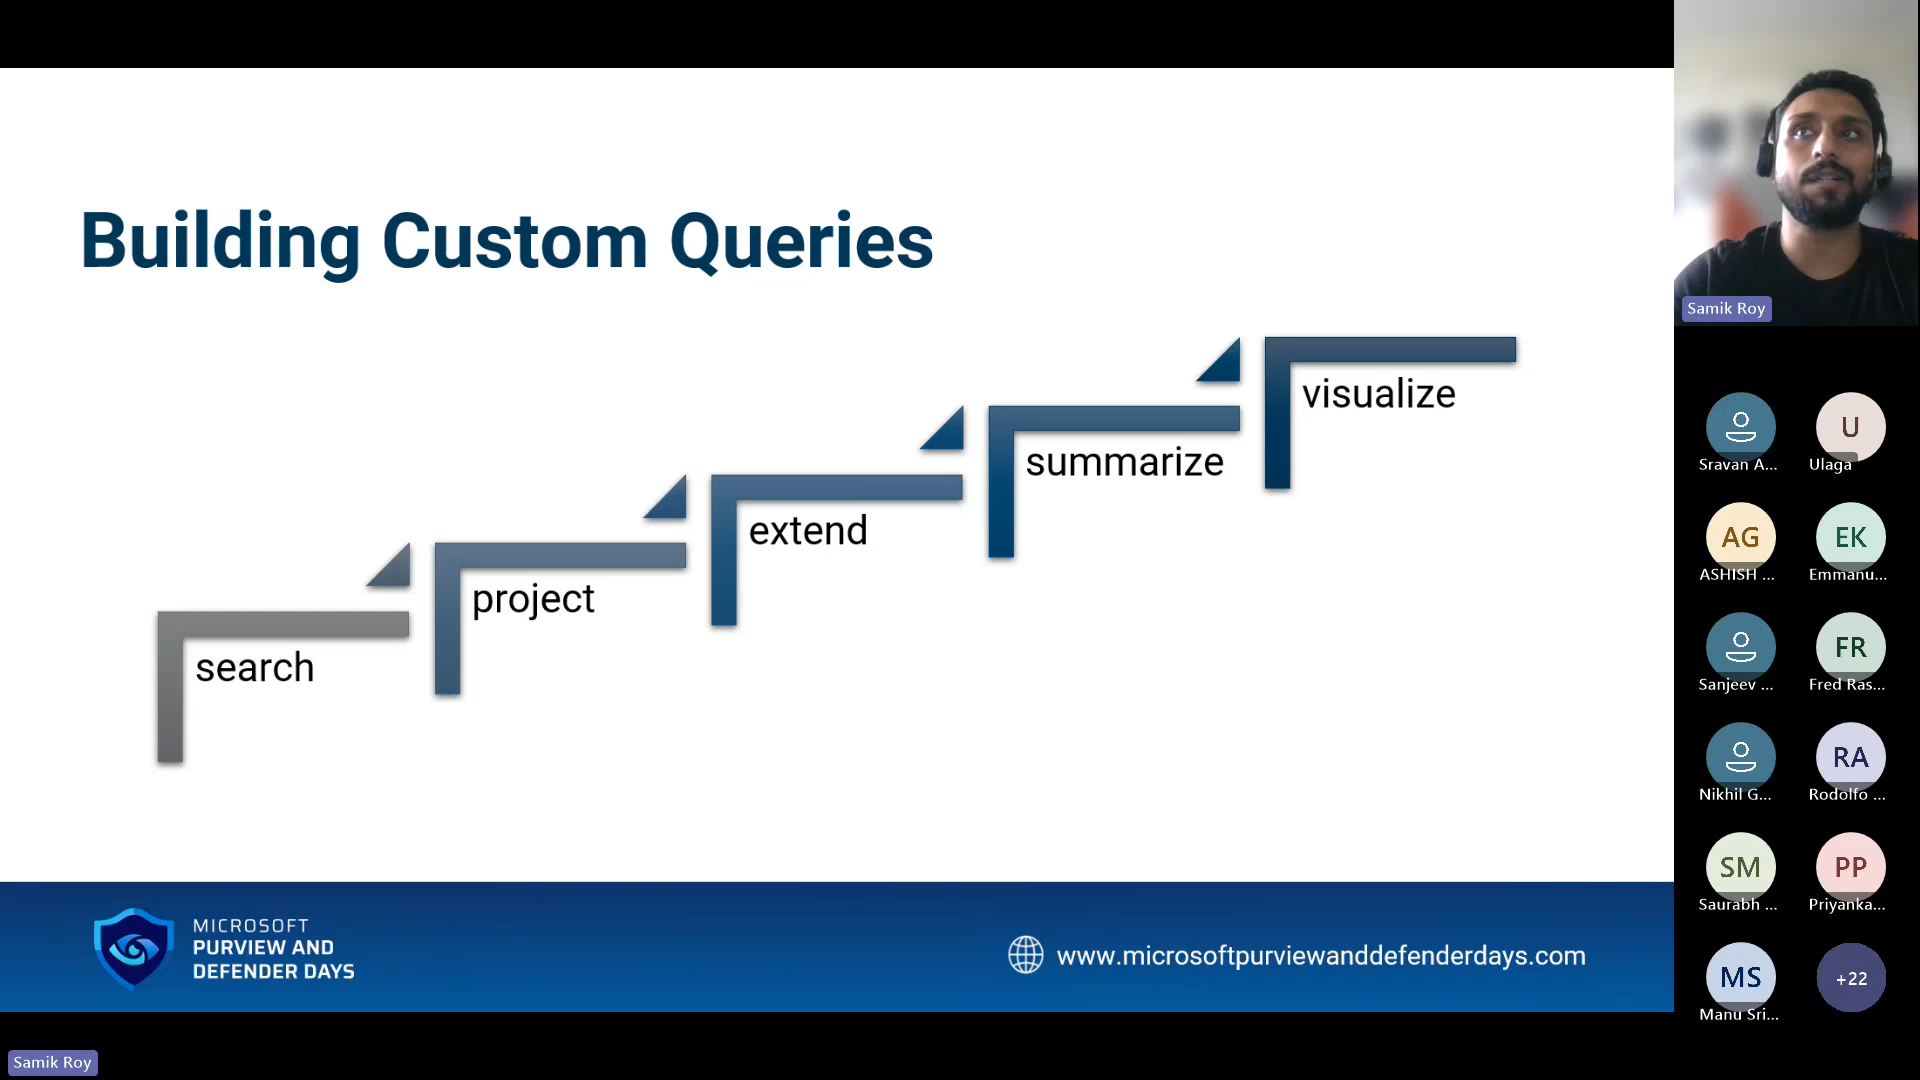 Building Custom Queries
search
project
extend
summarize
visualize
MICROSOFT
PURVIEW AND
DEFENDER DAYS
www.microsoftpurviewanddefenderdays.com
Samik Roy
Samik Roy
Sravan A...
U
Ulaga
AG
ASHISH ...
EK
Emmanu...
Sanjeev ...
FR
Fred Ras...
Nikhil G...
RA
Rodolfo ...
SM
Saurabh ...
PP
Priyanka...
MS
Manu Sri...
+22